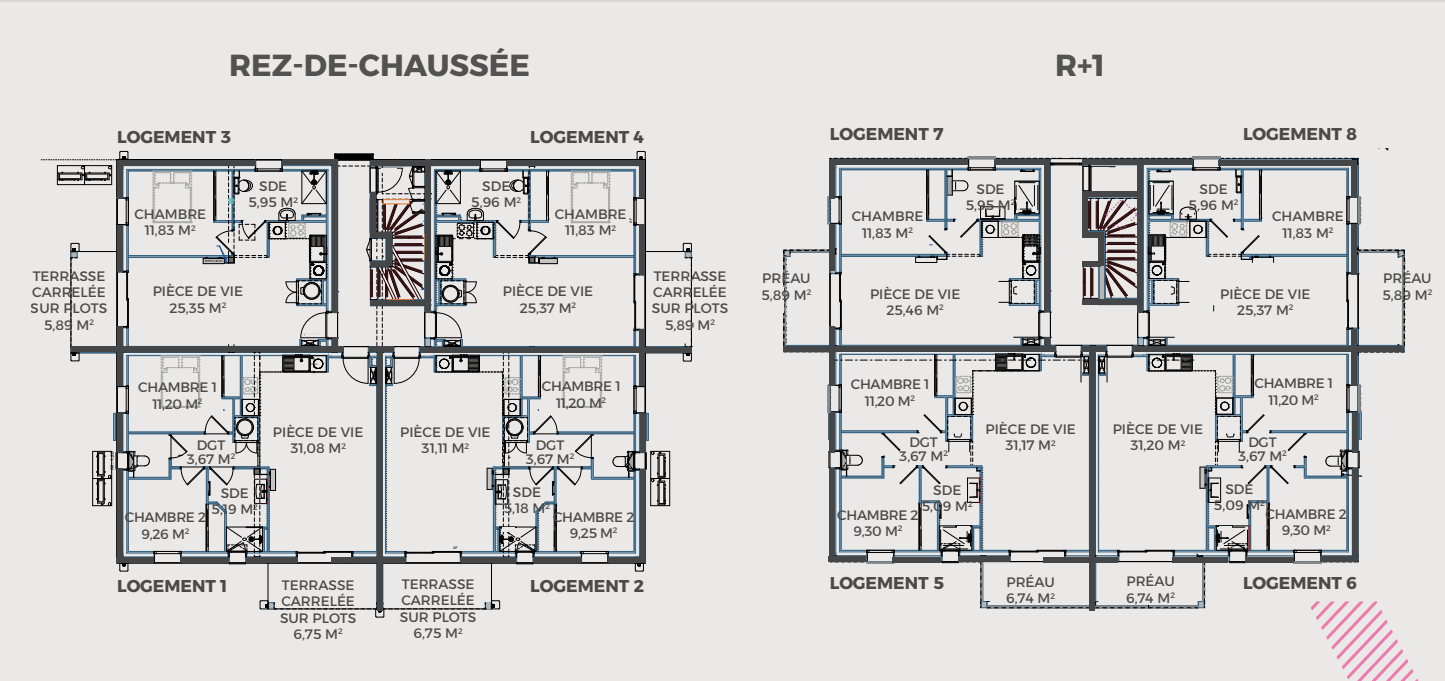 REZ-DE-CHAUSSÉE
LOGEMENT 3
LOGEMENT 4
CHAMBRE
11,83 M²
SDE
5,95 M²
SDE
5,96 M²
CHAMBRE
11,83 M²
TERRASSE
CARRELÉE
SUR PLOTS
5,89 M²
PIÈCE DE VIE
25,35 M²
PIÈCE DE VIE
25,37 M²
TERRASSE
CARRELÉE
SUR PLOTS
5,89 M²
CHAMBRE 1
11,20 M²
PIÈCE DE VIE
31,08 M²
PIÈCE DE VIE
31,11 M²
CHAMBRE 1
11,20 M²
DGT
3,67 M²
DGT
3,67 M²
SDE
5,19 M²
SDE
5,18 M²
CHAMBRE 2
9,26 M²
CHAMBRE 2
9,25 M²
LOGEMENT 1
LOGEMENT 2
TERRASSE
CARRELÉE
SUR PLOTS
6,75 M²
TERRASSE
CARRELÉE
SUR PLOTS
6,75 M²
R+1
LOGEMENT 7
LOGEMENT 8
CHAMBRE
11,83 M²
SDE
5,95 M²
SDE
5,96 M²
CHAMBRE
11,83 M²
PRÉAU
5,89 M²
PIÈCE DE VIE
25,46 M²
PIÈCE DE VIE
25,37 M²
PRÉAU
5,89 M²
CHAMBRE 1
11,20 M²
PIÈCE DE VIE
31,17 M²
PIÈCE DE VIE
31,20 M²
CHAMBRE 1
11,20 M²
DGT
3,67 M²
DGT
3,67 M²
SDE
5,09 M²
SDE
5,09 M²
CHAMBRE 2
9,30 M²
CHAMBRE 2
9,30 M²
LOGEMENT 5
LOGEMENT 6
PRÉAU
6,74 M²
PRÉAU
6,74 M²